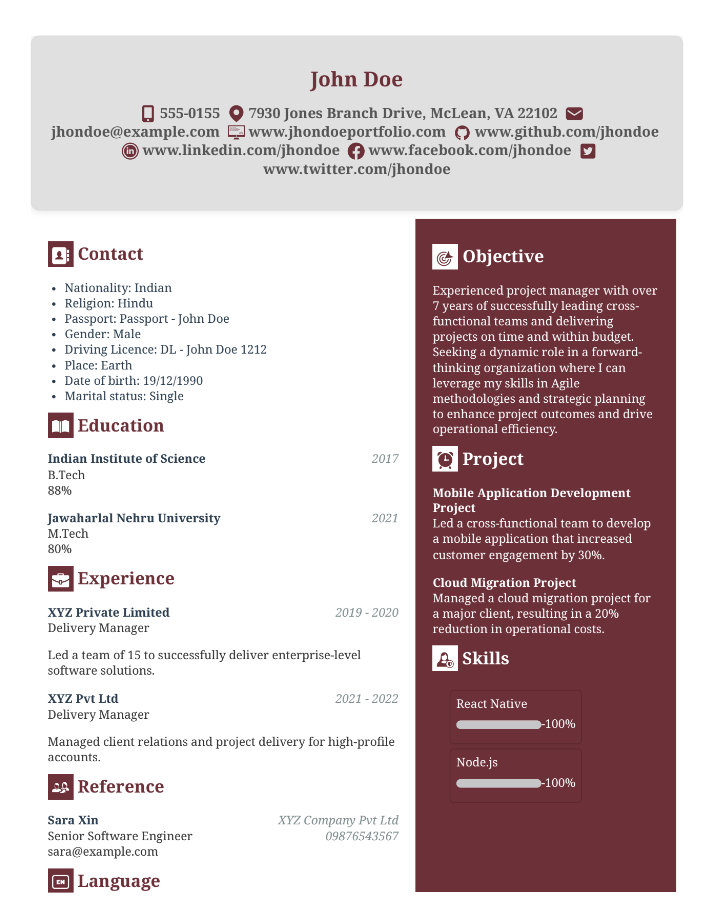 John Doe
555-0155 7930 Jones Branch Drive, McLean, VA 22102
jhondoe@example.com www.jhondoeportfolio.com www.github.com/jhondoe
www.linkedin.com/jhondoe www.facebook.com/jhondoe
www.twitter.com/jhondoe
Contact
• Nationality: Indian
• Religion: Hindu
• Passport: Passport - John Doe
• Gender: Male
• Driving Licence: DL - John Doe 1212
• Place: Earth
• Date of birth: 19/12/1990
• Marital status: Single
Education
Indian Institute of Science 2017
B.Tech
88%
Jawaharlal Nehru University 2021
M.Tech
80%
Experience
XYZ Private Limited 2019 - 2020
Delivery Manager
Led a team of 15 to successfully deliver enterprise-level
software solutions.
XYZ Pvt Ltd 2021 - 2022
Delivery Manager
Managed client relations and project delivery for high-profile
accounts.
Reference
Sara Xin XYZ Company Pvt Ltd
Senior Software Engineer 09876543567
sara@example.com
Language
Objective
Experienced project manager with over
7 years of successfully leading cross-
functional teams and delivering
projects on time and within budget.
Seeking a dynamic role in a forward-
thinking organization where I can
leverage my skills in Agile
methodologies and strategic planning
to enhance project outcomes and drive
operational efficiency.
Project
Mobile Application Development
Project
Led a cross-functional team to develop
a mobile application that increased
customer engagement by 30%.
Cloud Migration Project
Managed a cloud migration project for
a major client, resulting in a 20%
reduction in operational costs.
Skills
React Native
-100%
Node.js
-100%